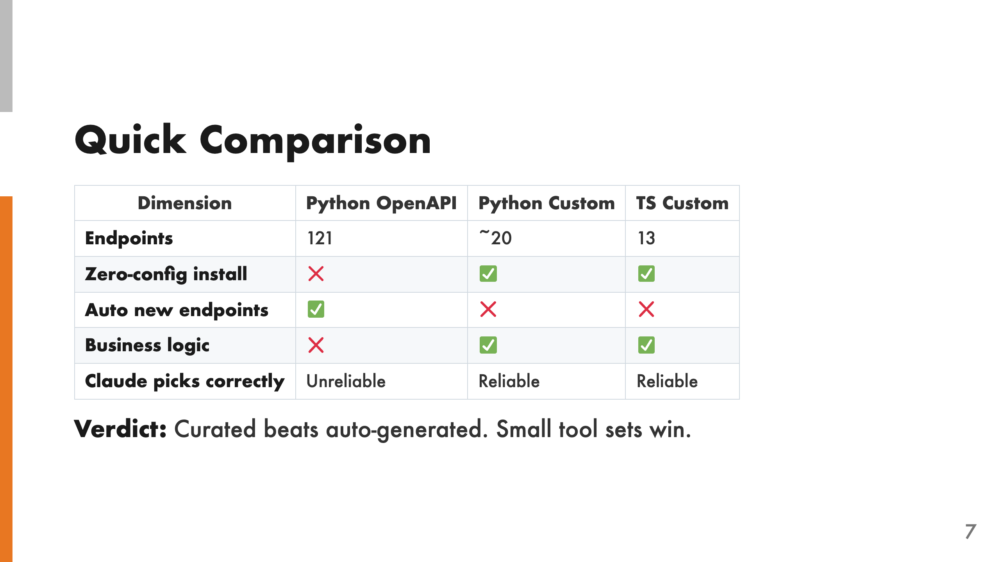 Quick Comparison
Dimension Python OpenAPI Python Custom TS Custom
Endpoints 121 ~20 13
Zero-config install ❌ ✅ ✅
Auto new endpoints ✅ ❌ ❌
Business logic ❌ ✅ ✅
Claude picks correctly Unreliable Reliable Reliable
Verdict: Curated beats auto-generated. Small tool sets win.
7